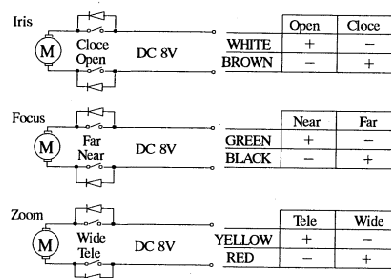 Iris
M
Cloce
Open
DC 8V
Open Cloce
WHITE + −
BROWN − +
Focus
M
Far
Near
DC 8V
Near Far
GREEN + −
BLACK − +
Zoom
M
Wide
Tele
DC 8V
Tele Wide
YELLOW + −
RED − +